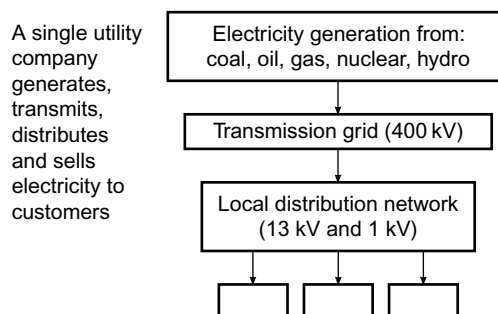 A single utility
company
generates,
transmits,
distributes
and sells
electricity to
customers
Electricity generation from:
coal, oil, gas, nuclear, hydro
Transmission grid (400 kV)
Local distribution network
(13 kV and 1 kV)